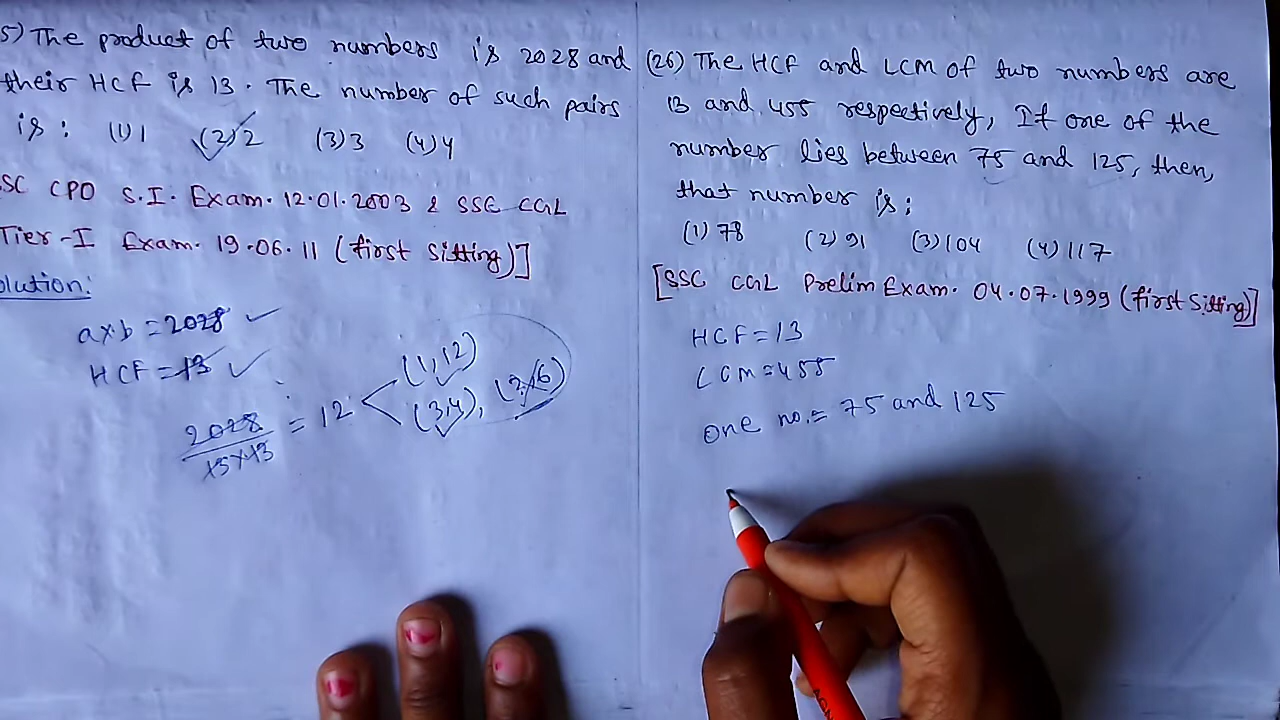 5) The product of two numbers is 2028 and
their HCF is 13. The number of such pairs
is: (1) 1 (2) 2 (3) 3 (4) 4
SC CPO S.I. Exam. 12.01.2003 & SSC CGL
Tier-I Exam. 19.06.11 (first Sitting)]
olution:
a×b=2028
HCF=13
2028/13×13 = 12 < (1,12)
(3,4), (2,6)
(26) The HCF and LCM of two numbers are
13 and 455 respectively, If one of the
number lies between 75 and 125, then,
that number is:
(1) 78 (2) 91 (3) 104 (4) 117
[SSC CGL Prelim Exam. 04.07.1999 (first Sitting)]
HCF=13
LCM=455
One no.= 75 and 125